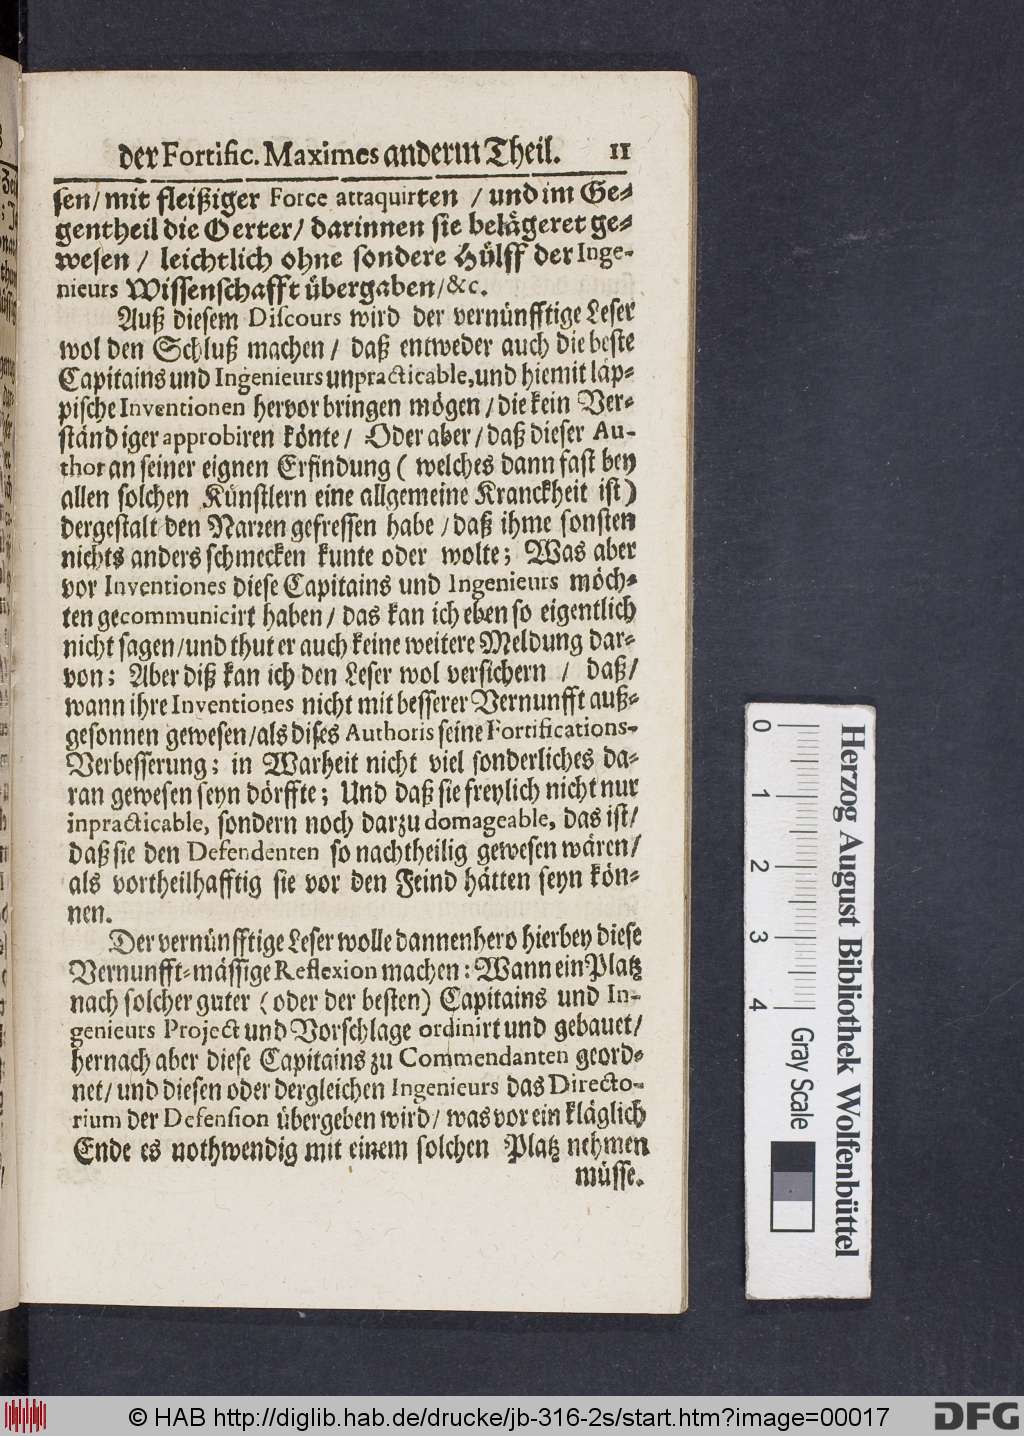 der Fortific. Maximes anderm Theil. 11
sen/ mit fleißiger Force attaquirten / und im Ge-
gentheil die Oerter/ darinnen sie belägeret ge-
wesen / leichtlich ohne sondere Hülff der Inge-
nieurs Wissenschafft übergaben/ &c.
Auß diesem Discours wird der vernünfftige Leser
wol den Schluß machen / daß entweder auch die beste
Capitains und Ingenieurs unpracticable, und hiemit läp-
pische Inventionen hervor bringen mögen / die kein Ver-
ständiger approbiren könte / Oder aber / daß dieser Au-
thor an seiner eignen Erfindung ( welches dann fast bey
allen solchen Künstlern eine allgemeine Kranckheit ist )
dergestalt den Narren gefressen habe / daß ihme sonsten
nichts anders schmecken kunte oder wolte; Was aber
vor Inventiones diese Capitains und Ingenieurs möch-
ten gecommunicirt haben / das kan ich eben so eigentlich
nicht sagen / und thut er auch keine weitere Meldung dar-
von; Aber diß kan ich den Leser wol versichern / daß /
wann ihre Inventiones nicht mit besserer Vernunfft auß-
gesonnen gewesen / als dises Authoris seine Fortifications-
Verbesserung; in Warheit nicht viel sonderliches da-
ran gewesen seyn dörffte; Und daß sie freylich nicht nur
inpracticable, sondern noch darzu domageable, das ist /
daß sie den Defendenten so nachtheilig gewesen wären /
als vortheilhafftig sie vor den Feind hätten seyn kön-
nen.
Der vernünfftige Leser wolle dannenhero hierbey diese
Vernunfft-mässige Reflexion machen: Wann ein Platz
nach solcher guter ( oder der besten ) Capitains und In-
genieurs Project und Vorschlage ordinirt und gebauet /
hernach aber diese Capitains zu Commendanten geord-
net / und diesen oder dergleichen Ingenieurs das Directo-
rium der Defension übergeben wird / was vor ein kläglich
Ende es nothwendig mit einem solchen Platz nehmen
müsse.
0 1 2 3 4
Gray Scale
Herzog August Bibliothek Wolfenbüttel
© HAB http://diglib.hab.de/drucke/jb-316-2s/start.htm?image=00017
DFG